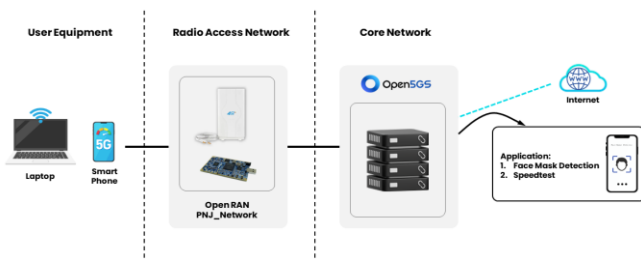 User Equipment
Radio Access Network
Core Network
Open5GS
WWW
Internet
5G
Laptop
Smart
Phone
Open RAN
PNJ_Network
Application:
1. Face Mask Detection
2. Speedtest